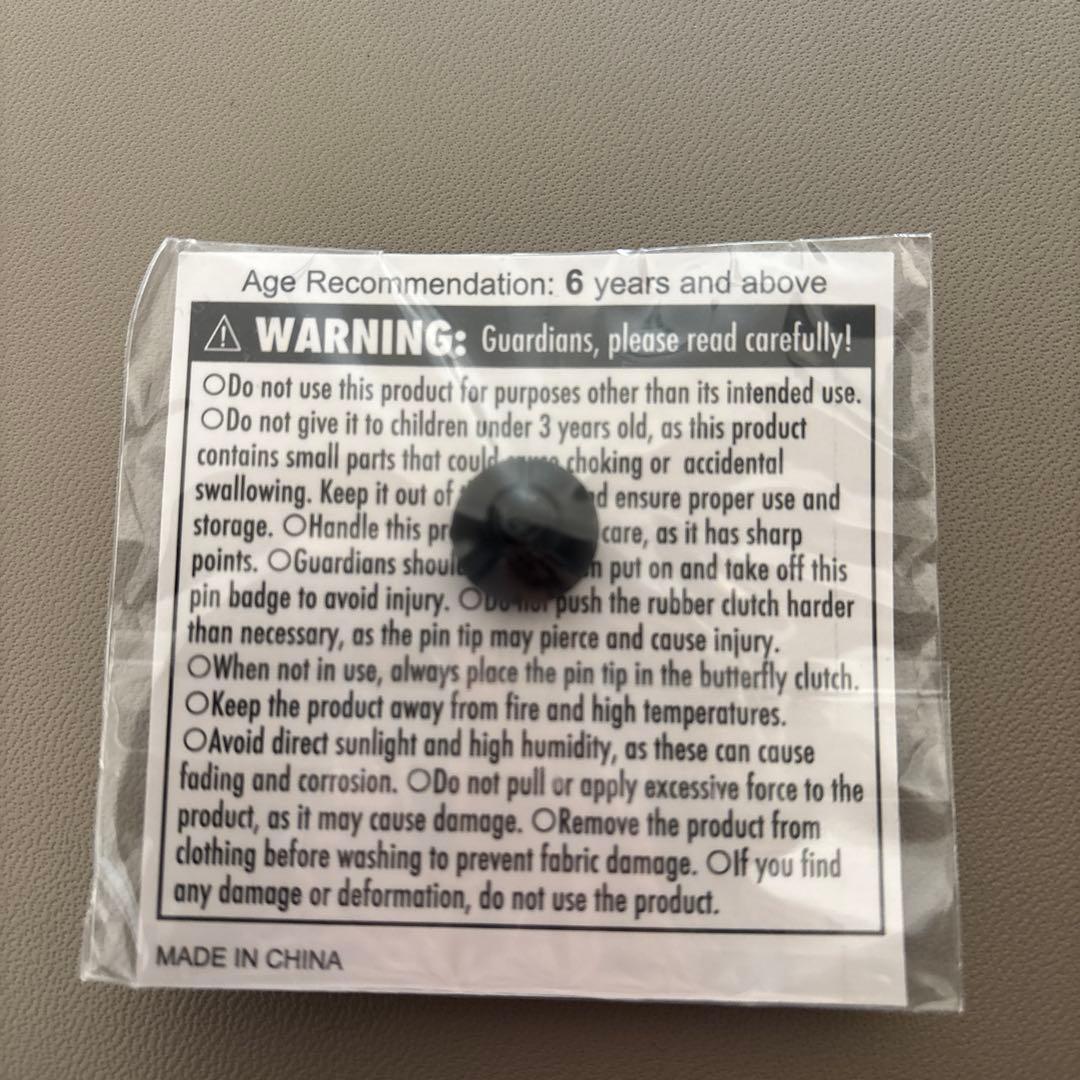 Age Recommendation: 6 years and above
⚠ WARNING: Guardians, please read carefully!
○Do not use this product for purposes other than its intended use.
○Do not give it to children under 3 years old, as this product
contains small parts that could choking or accidental
swallowing. Keep it out of ensure proper use and
storage. ○Handle this care, as it has sharp
points. ○Guardians put on and take off this
pin badge to avoid injury. ○Do not push the rubber clutch harder
than necessary, as the pin tip may pierce and cause injury.
○When not in use, always place the pin tip in the butterfly clutch.
○Keep the product away from fire and high temperatures.
○Avoid direct sunlight and high humidity, as these can cause
fading and corrosion. ○Do not pull or apply excessive force to the
product, as it may cause damage. ○Remove the product from
clothing before washing to prevent fabric damage. ○If you find
any damage or deformation, do not use the product.
MADE IN CHINA